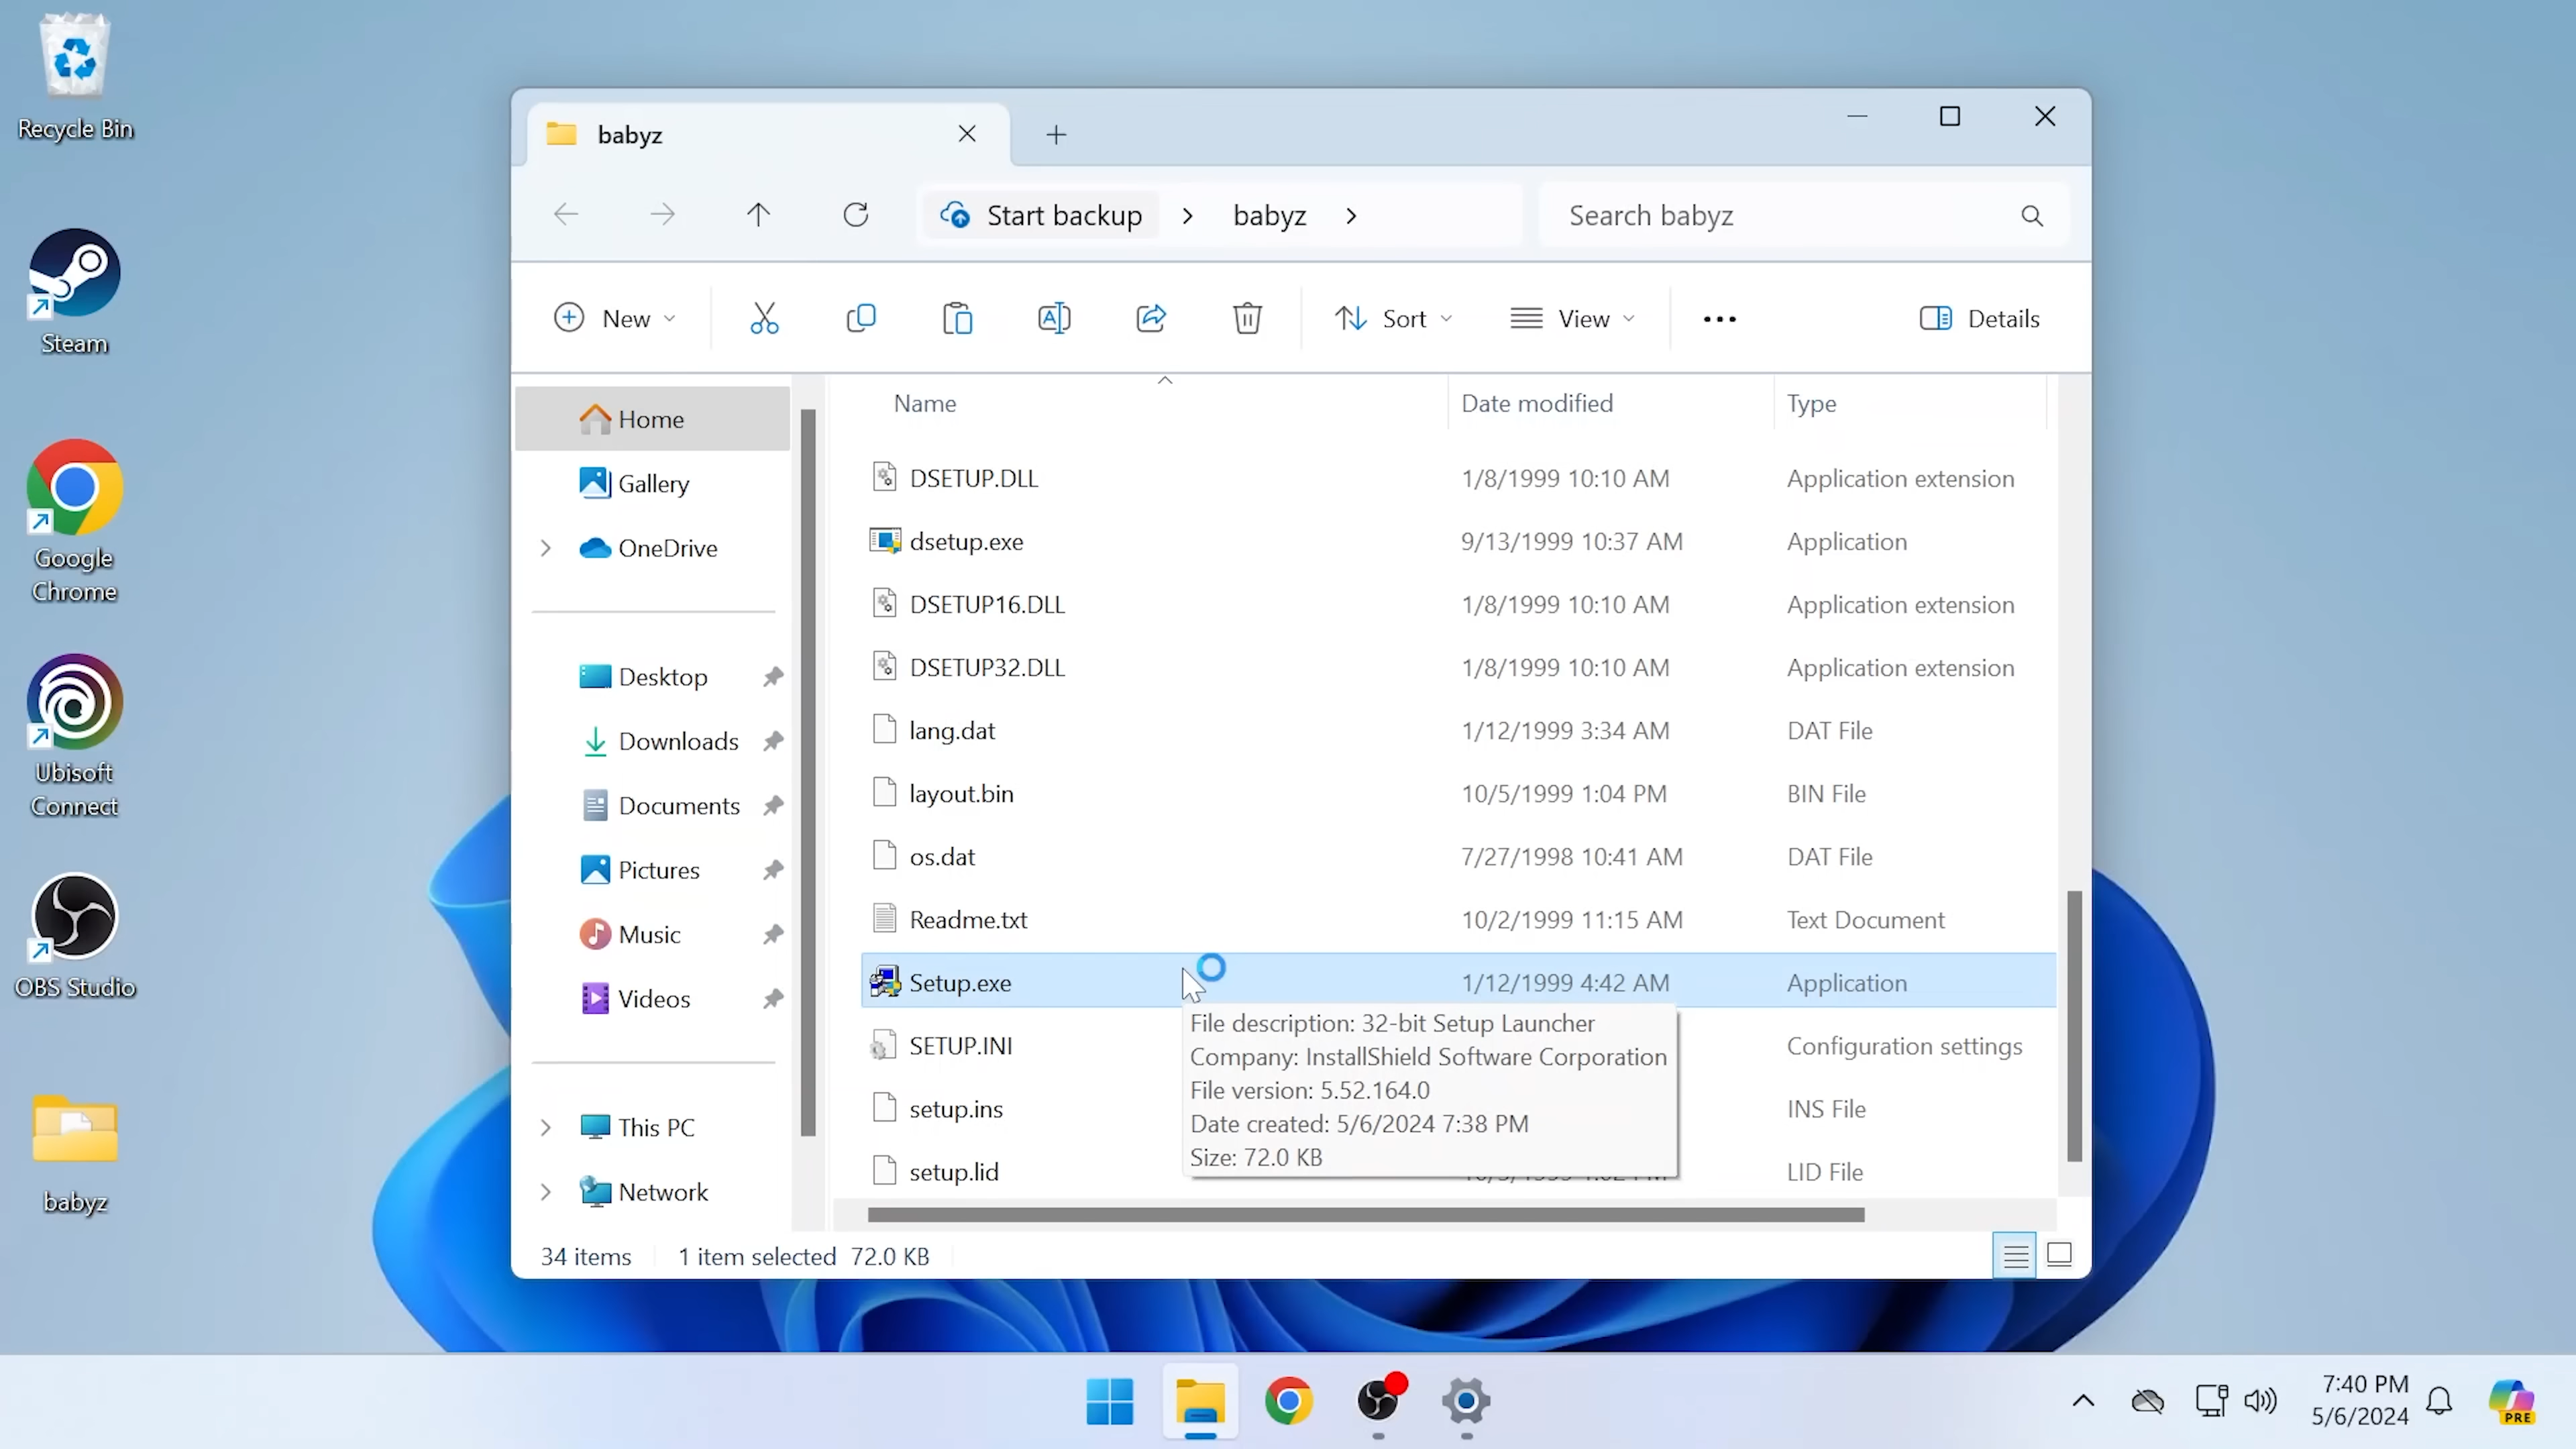 Recycle Bin
Steam
Google
Chrome
Ubisoft
Connect
OBS Studio
babyz
babyz
Start backup
babyz
Search babyz
New
Sort
View
Details
Home
Gallery
OneDrive
Desktop
Downloads
Documents
Pictures
Music
Videos
This PC
Network
Name Date modified Type
DSETUP.DLL 1/8/1999 10:10 AM Application extension
dsetup.exe 9/13/1999 10:37 AM Application
DSETUP16.DLL 1/8/1999 10:10 AM Application extension
DSETUP32.DLL 1/8/1999 10:10 AM Application extension
lang.dat 1/12/1999 3:34 AM DAT File
layout.bin 10/5/1999 1:04 PM BIN File
os.dat 7/27/1998 10:41 AM DAT File
Readme.txt 10/2/1999 11:15 AM Text Document
Setup.exe 1/12/1999 4:42 AM Application
SETUP.INI Configuration settings
setup.ins INS File
setup.lid LID File
File description: 32-bit Setup Launcher
Company: InstallShield Software Corporation
File version: 5.52.164.0
Date created: 5/6/2024 7:38 PM
Size: 72.0 KB
34 items 1 item selected 72.0 KB
7:40 PM
5/6/2024
PRE